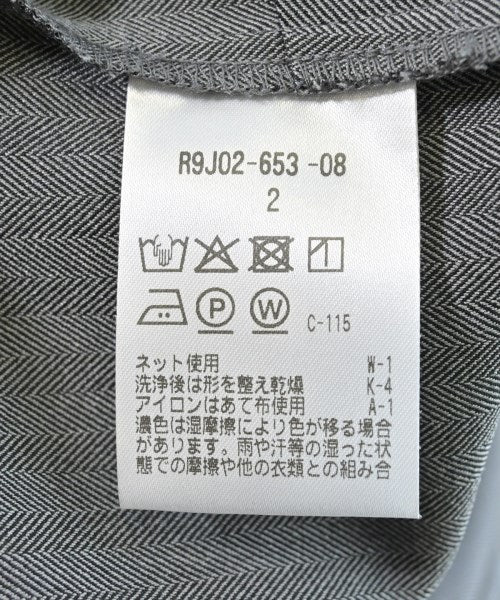 R9J02-653 -08
2
P W C-115
ネット使用 W-1
洗浄後は形を整え乾燥 K-4
アイロンはあて布使用 A-1
濃色は湿摩擦により色が移る場合
があります。雨や汗等の湿った状
態での摩擦や他の衣類との組み合